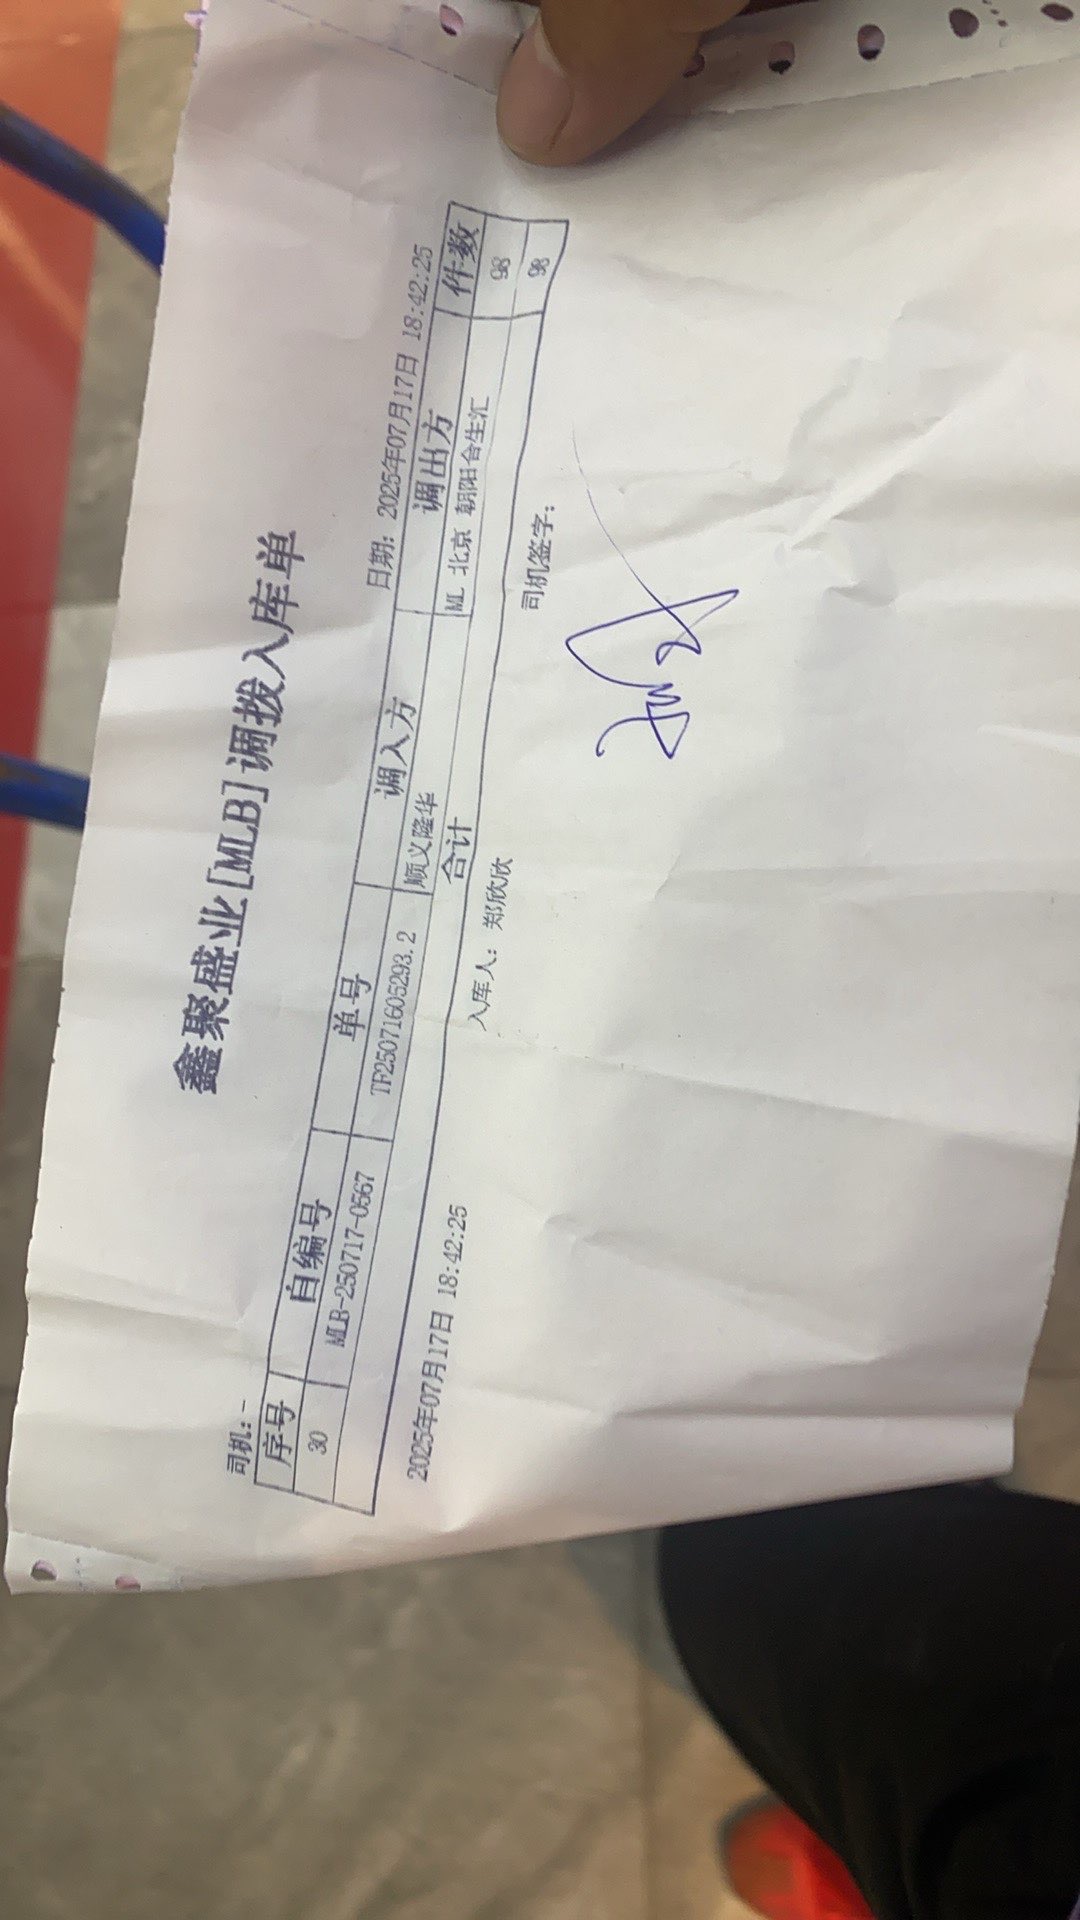 鑫聚盛业[MLB]调拨入库单
司机:- 日期: 2025年07月17日 18:42:25
序号 自编号 单号 调入方 调出方 件数
30 MLB-250717-0567 TF25071605293.2 顺义隆华 ML 北京 朝阳合生汇 98
合计 98
2025年07月17日 18:42:25 入库人: 郑欣欣 司机签字: